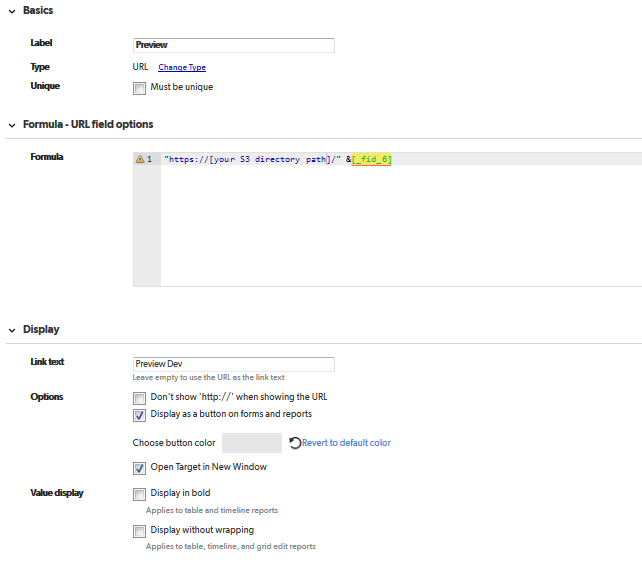 Basics
Label Preview
Type URL Change Type
Unique Must be unique
Formula - URL field options
Formula 1 "https://[your S3 directory path]/" &[_fid_6]
Display
Link text Preview Dev
Leave empty to use the URL as the link text
Options Don't show 'http://' when showing the URL
Display as a button on forms and reports
Choose button color Revert to default color
Open Target in New Window
Value display Display in bold
Applies to table and timeline reports
Display without wrapping
Applies to table, timeline, and grid edit reports